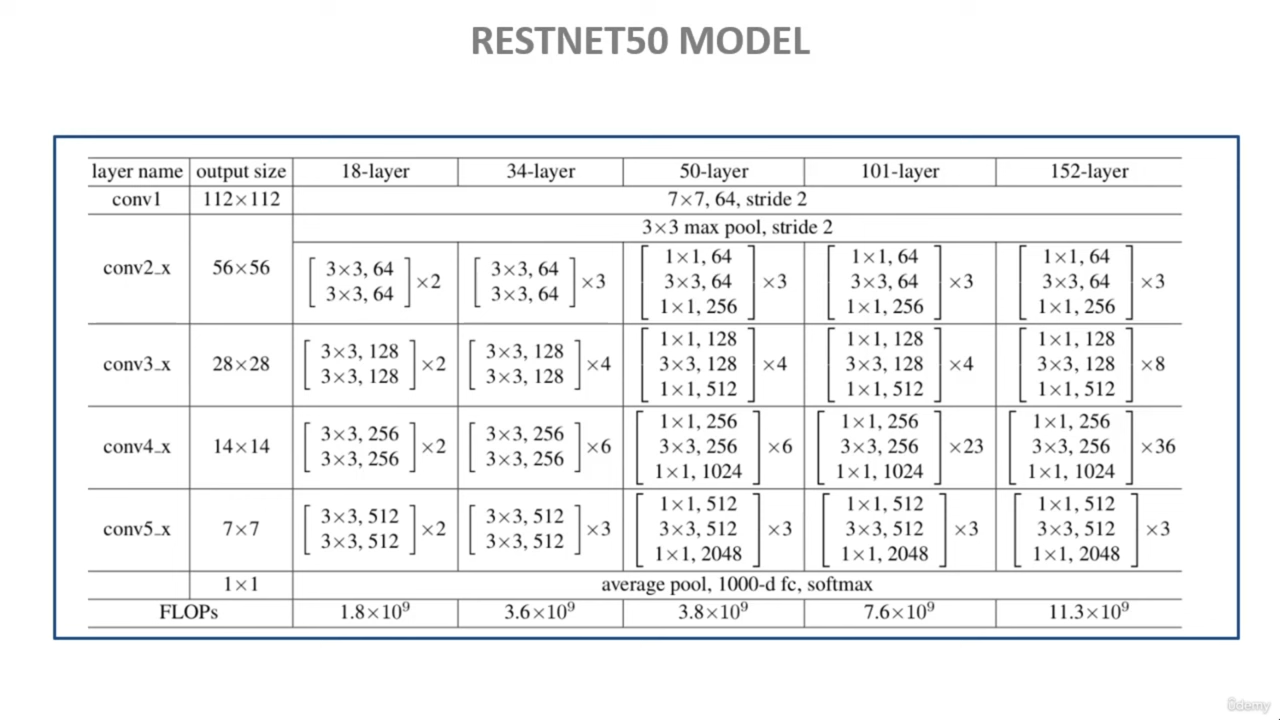 RESTNET50 MODEL
layer name output size 18-layer 34-layer 50-layer 101-layer 152-layer
conv1 112×112 7×7, 64, stride 2
3×3 max pool, stride 2
conv2_x 56×56 [3×3, 64 3×3, 64]×2 [3×3, 64 3×3, 64]×3 [1×1, 64 3×3, 64 1×1, 256]×3 [1×1, 64 3×3, 64 1×1, 256]×3 [1×1, 64 3×3, 64 1×1, 256]×3
conv3_x 28×28 [3×3, 128 3×3, 128]×2 [3×3, 128 3×3, 128]×4 [1×1, 128 3×3, 128 1×1, 512]×4 [1×1, 128 3×3, 128 1×1, 512]×4 [1×1, 128 3×3, 128 1×1, 512]×8
conv4_x 14×14 [3×3, 256 3×3, 256]×2 [3×3, 256 3×3, 256]×6 [1×1, 256 3×3, 256 1×1, 1024]×6 [1×1, 256 3×3, 256 1×1, 1024]×23 [1×1, 256 3×3, 256 1×1, 1024]×36
conv5_x 7×7 [3×3, 512 3×3, 512]×2 [3×3, 512 3×3, 512]×3 [1×1, 512 3×3, 512 1×1, 2048]×3 [1×1, 512 3×3, 512 1×1, 2048]×3 [1×1, 512 3×3, 512 1×1, 2048]×3
1×1 average pool, 1000-d fc, softmax
FLOPs 1.8×10⁹ 3.6×10⁹ 3.8×10⁹ 7.6×10⁹ 11.3×10⁹
ûdemy